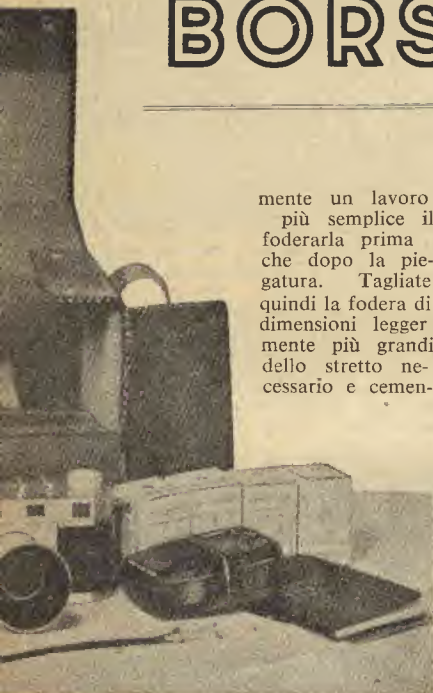 BORS
mente un lavoro
più semplice il
foderarla prima
che dopo la pie-
gatura. Tagliate
quindi la fodera di
dimensioni legger
mente più grandi
dello stretto ne-
cessario e cemen-